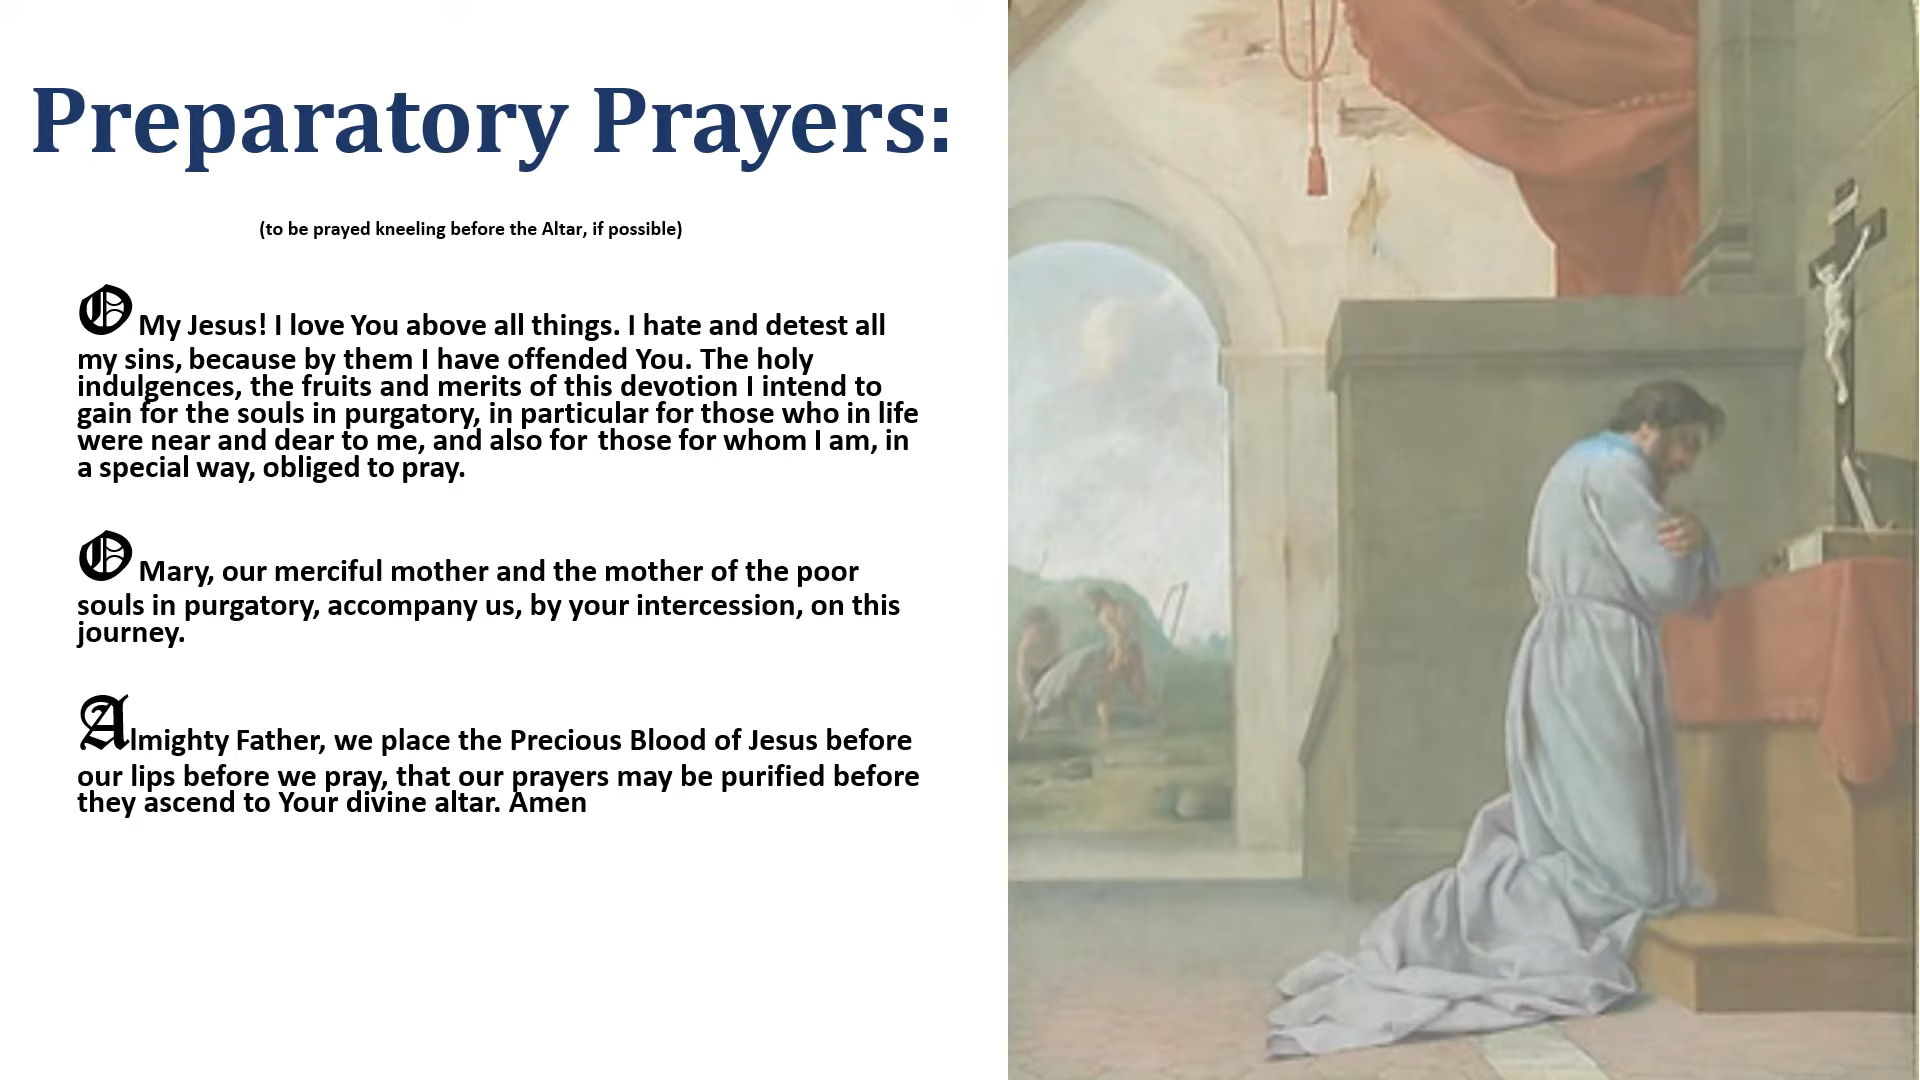 Preparatory Prayers:
(to be prayed kneeling before the Altar, if possible)
O My Jesus! I love You above all things. I hate and detest all
my sins, because by them I have offended You. The holy
indulgences, the fruits and merits of this devotion I intend to
gain for the souls in purgatory, in particular for those who in life
were near and dear to me, and also for those for whom I am, in
a special way, obliged to pray.
O Mary, our merciful mother and the mother of the poor
souls in purgatory, accompany us, by your intercession, on this
journey.
Almighty Father, we place the Precious Blood of Jesus before
our lips before we pray, that our prayers may be purified before
they ascend to Your divine altar. Amen